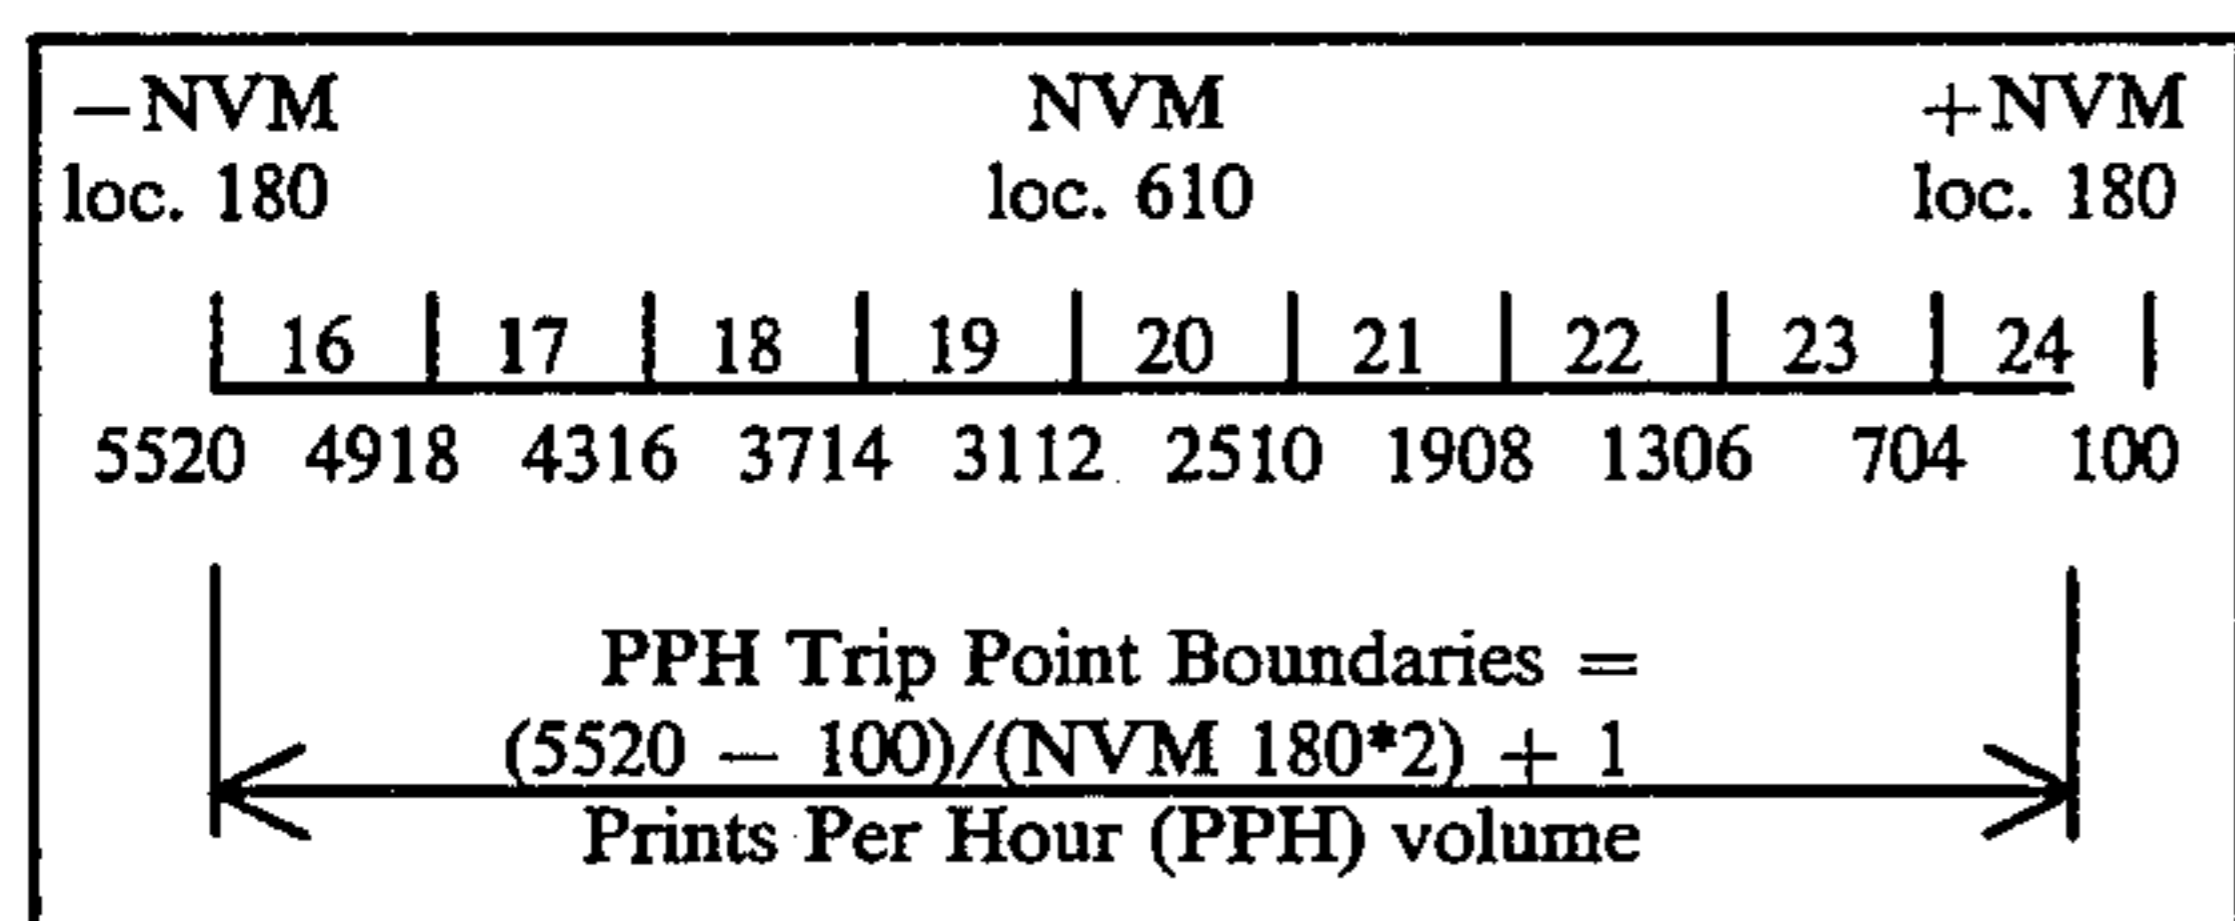 −NVM NVM +NVM
loc. 180 loc. 610 loc. 180
16 17 18 19 20 21 22 23 24
5520 4918 4316 3714 3112 2510 1908 1306 704 100
PPH Trip Point Boundaries =
(5520 − 100)/(NVM 180*2) + 1
Prints Per Hour (PPH) volume